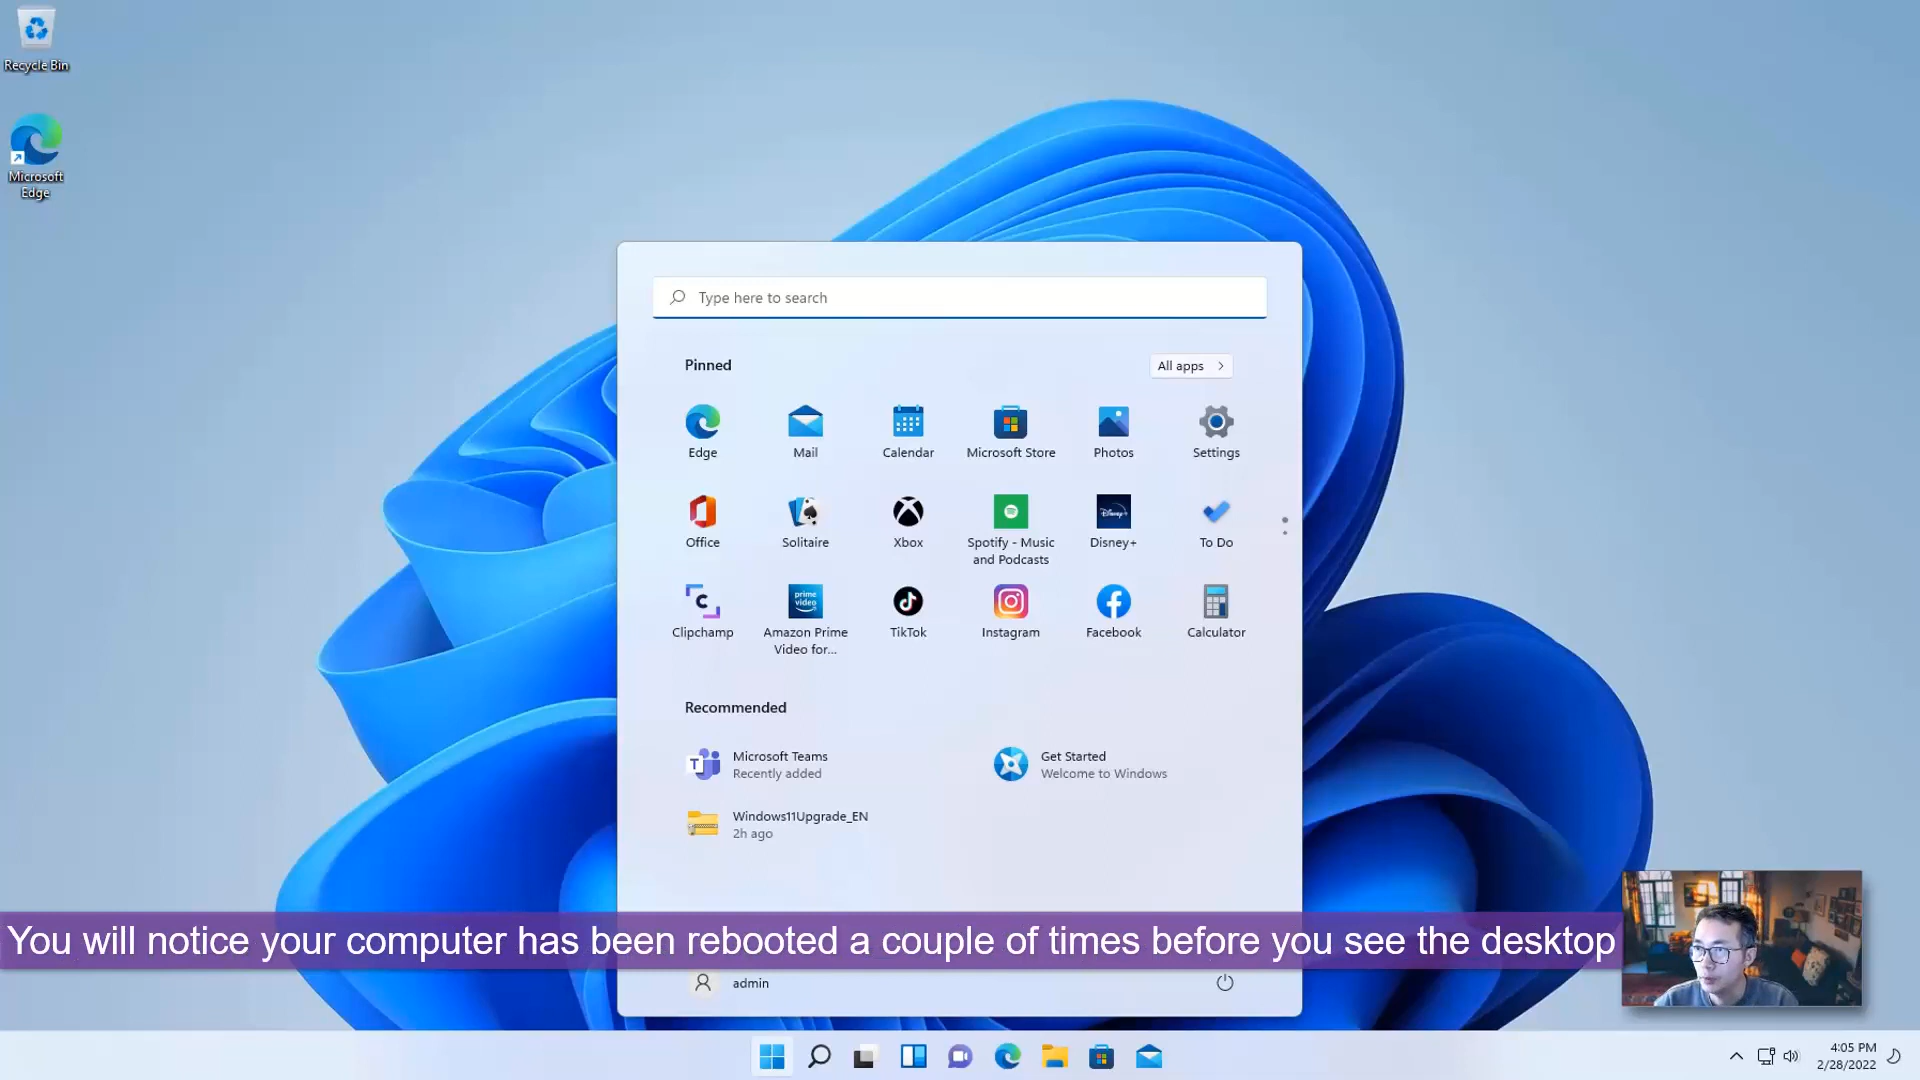 Recycle Bin
Microsoft
Edge
Type here to search
Pinned
All apps
Edge
Mail
Calendar
Microsoft Store
Photos
Settings
Office
Solitaire
Xbox
Spotify - Music
and Podcasts
Disney+
Disney+
To Do
prime
video
Clipchamp
Amazon Prime
Video for...
TikTok
Instagram
Facebook
Calculator
Recommended
Microsoft Teams
Recently added
Get Started
Welcome to Windows
Windows11Upgrade_EN
2h ago
You will notice your computer has been rebooted a couple of times before you see the desktop
admin
4:05 PM
2/28/2022